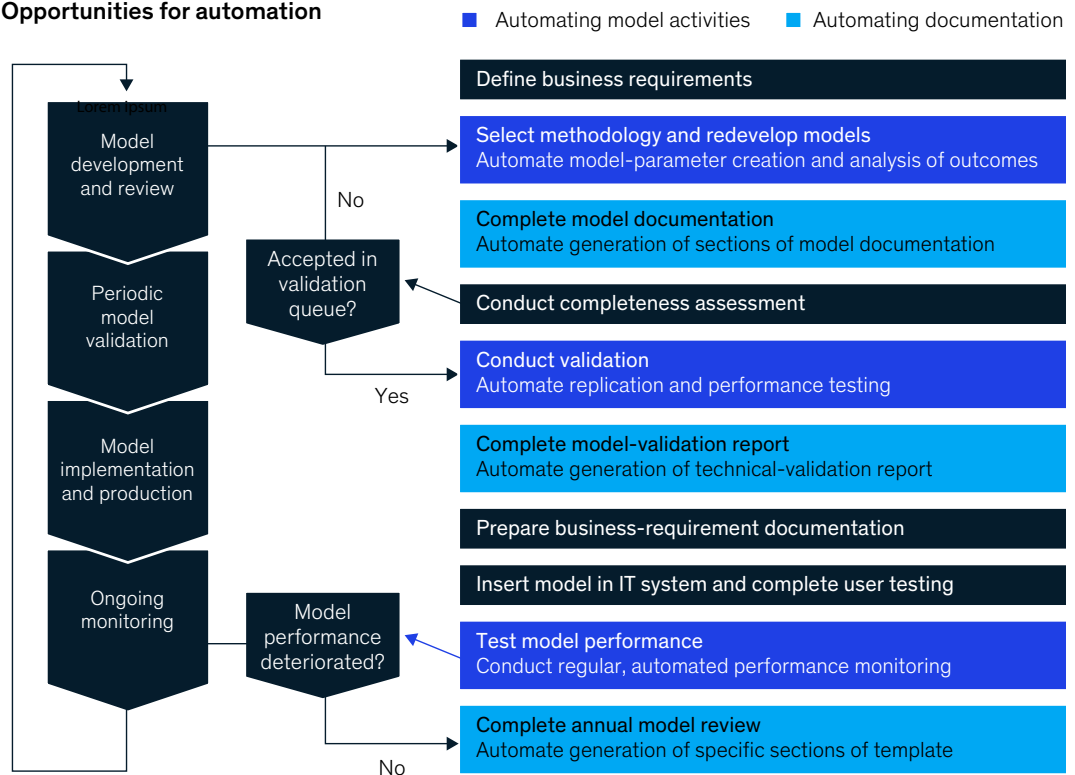 Opportunities for automation
Automating model activities
Automating documentation
Lorem ipsum
Model
development
and review
Periodic
model
validation
Model
implementation
and production
Ongoing
monitoring
No
Accepted in
validation
queue?
Yes
Model
performance
deteriorated?
No
Define business requirements
Select methodology and redevelop models
Automate model-parameter creation and analysis of outcomes
Complete model documentation
Automate generation of sections of model documentation
Conduct completeness assessment
Conduct validation
Automate replication and performance testing
Complete model-validation report
Automate generation of technical-validation report
Prepare business-requirement documentation
Insert model in IT system and complete user testing
Test model performance
Conduct regular, automated performance monitoring
Complete annual model review
Automate generation of specific sections of template